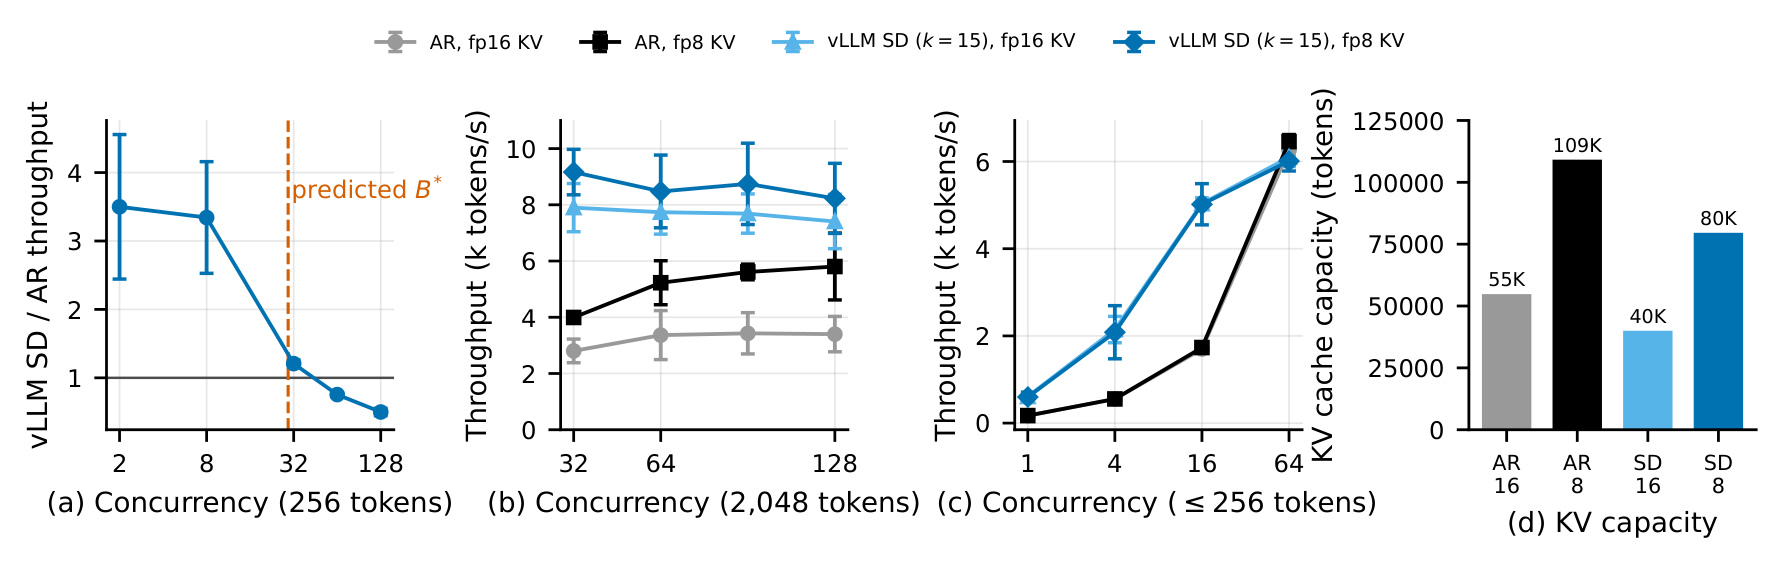 AR, fp16 KV
AR, fp8 KV
vLLM SD (k = 15), fp16 KV
vLLM SD (k = 15), fp8 KV
vLLM SD / AR throughput
4
3
2
1
predicted B*
2 8 32 128
(a) Concurrency (256 tokens)
Throughput (k tokens/s)
10
8
6
4
2
0
32 64 128
(b) Concurrency (2,048 tokens)
Throughput (k tokens/s)
6
4
2
0
1 4 16 64
(c) Concurrency (≤ 256 tokens)
KV cache capacity (tokens)
125000
100000
75000
50000
25000
0
55K
109K
40K
80K
AR 16
AR 8
SD 16
SD 8
(d) KV capacity